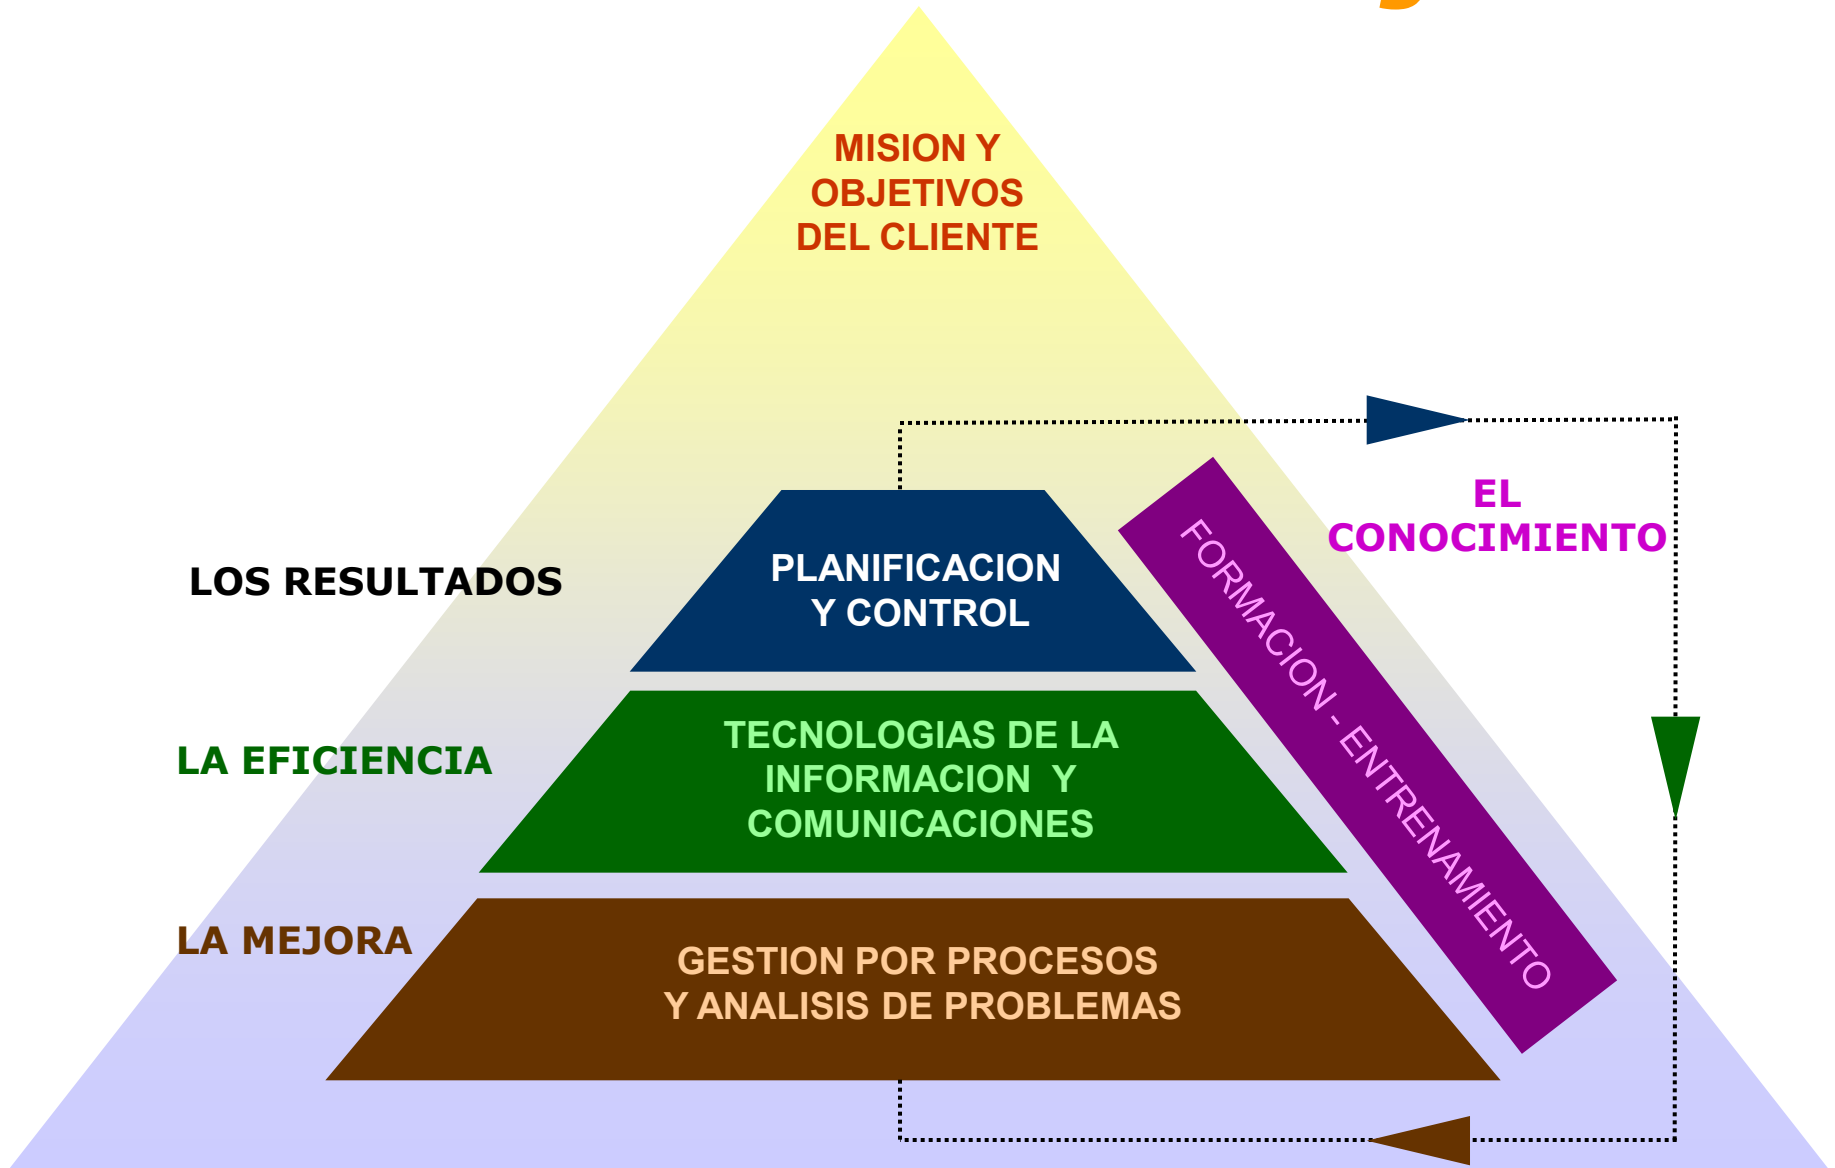 MISION Y
OBJETIVOS
DEL CLIENTE
EL
CONOCIMIENTO
LOS RESULTADOS
PLANIFICACION
Y CONTROL
FORMACION - ENTRENAMIENTO
LA EFICIENCIA
TECNOLOGIAS DE LA
INFORMACION Y
COMUNICACIONES
LA MEJORA
GESTION POR PROCESOS
Y ANALISIS DE PROBLEMAS